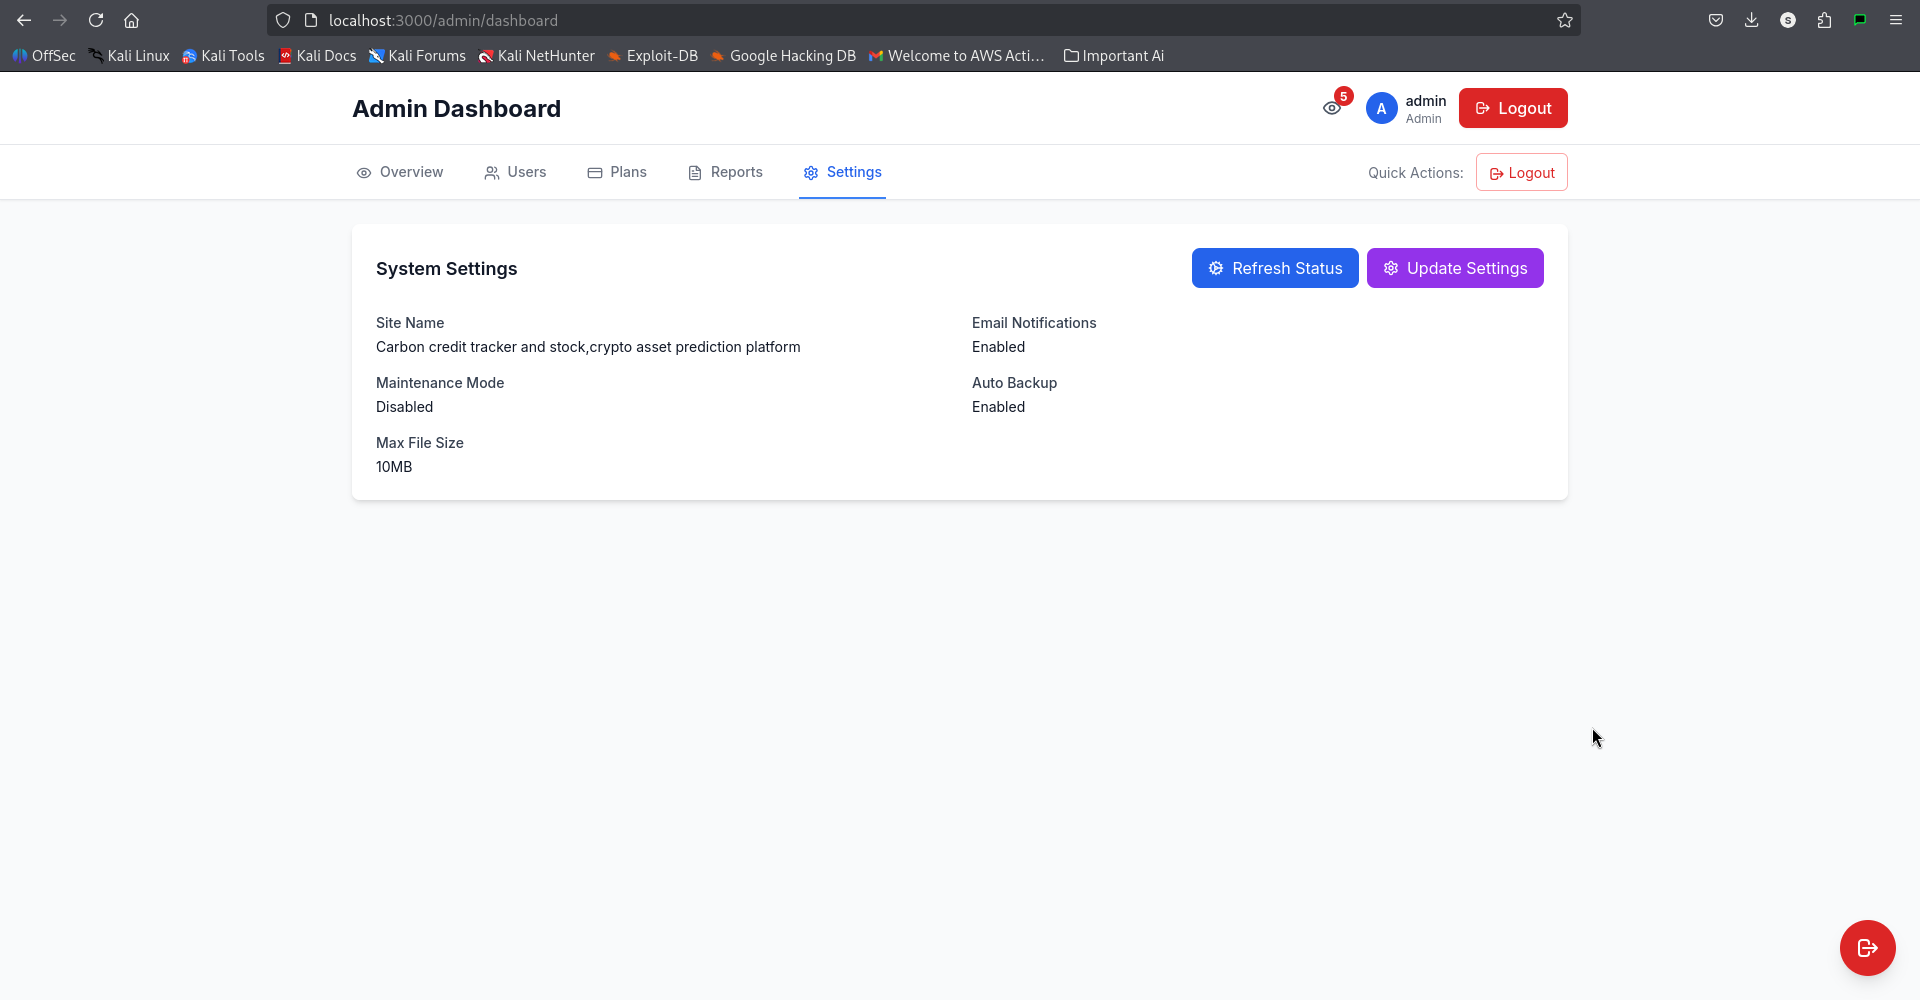 localhost:3000/admin/dashboard
OffSec Kali Linux Kali Tools Kali Docs Kali Forums Kali NetHunter Exploit-DB Google Hacking DB Welcome to AWS Acti… Important Ai
S
Admin Dashboard
5
A
admin
Admin
Logout
Overview Users Plans Reports Settings
Quick Actions: Logout
System Settings
Refresh Status Update Settings
Site Name
Carbon credit tracker and stock,crypto asset prediction platform
Email Notifications
Enabled
Maintenance Mode
Disabled
Auto Backup
Enabled
Max File Size
10MB